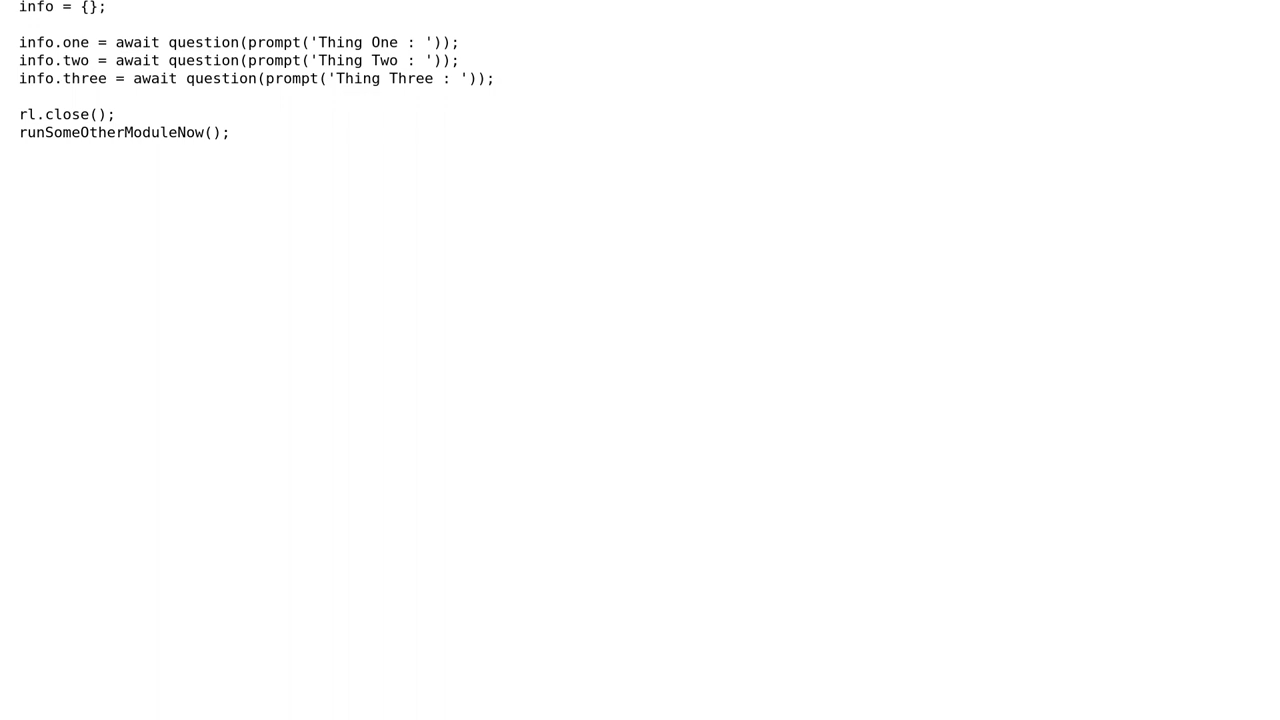 info = {};
info.one = await question(prompt('Thing One : '));
info.two = await question(prompt('Thing Two : '));
info.three = await question(prompt('Thing Three : '));
rl.close();
runSomeOtherModuleNow();